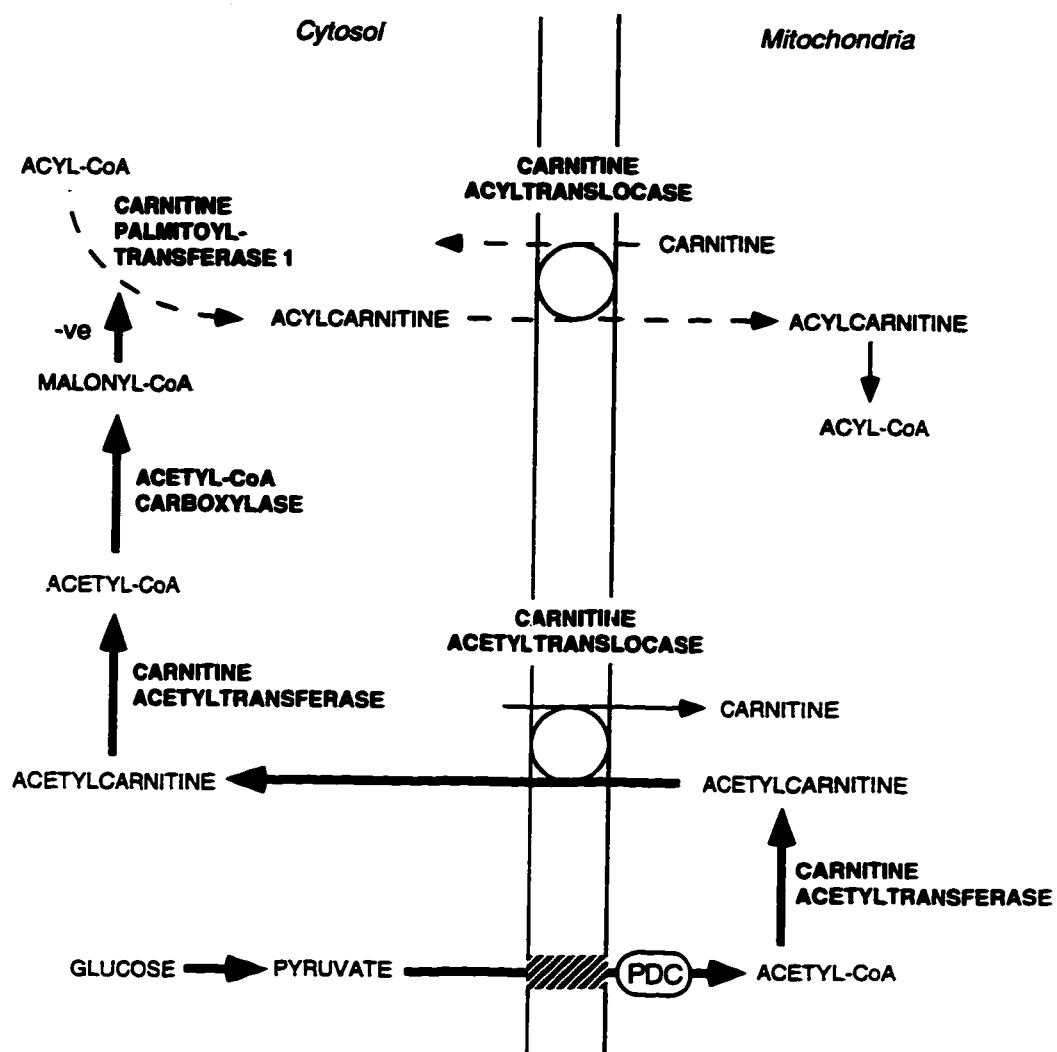 Cytosol
Mitochondria
ACYL-CoA
CARNITINE
PALMITOYL-
TRANSFERASE 1
CARNITINE
ACYLTRANSLOCASE
CARNITINE
ACYLCARNITINE
ACYLCARNITINE
-ve
MALONYL-CoA
ACYL-CoA
ACETYL-CoA
CARBOXYLASE
ACETYL-CoA
CARNITINE
ACETYLTRANSLOCASE
CARNITINE
ACETYLTRANSFERASE
CARNITINE
ACETYLCARNITINE
ACETYLCARNITINE
CARNITINE
ACETYLTRANSFERASE
GLUCOSE
PYRUVATE
PDC
ACETYL-CoA